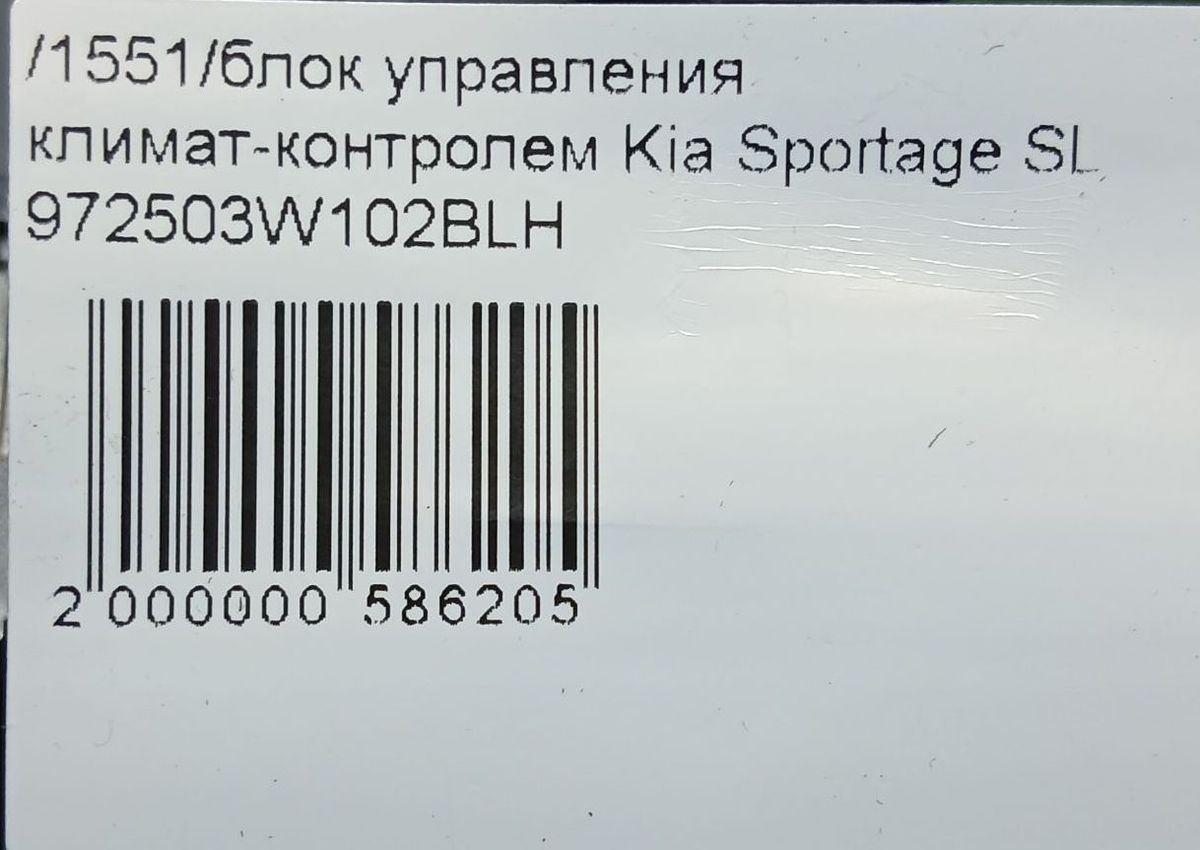 /1551/блок управления
климат-контролем Kia Sportage SL
972503W102BLH
2 000000 586205